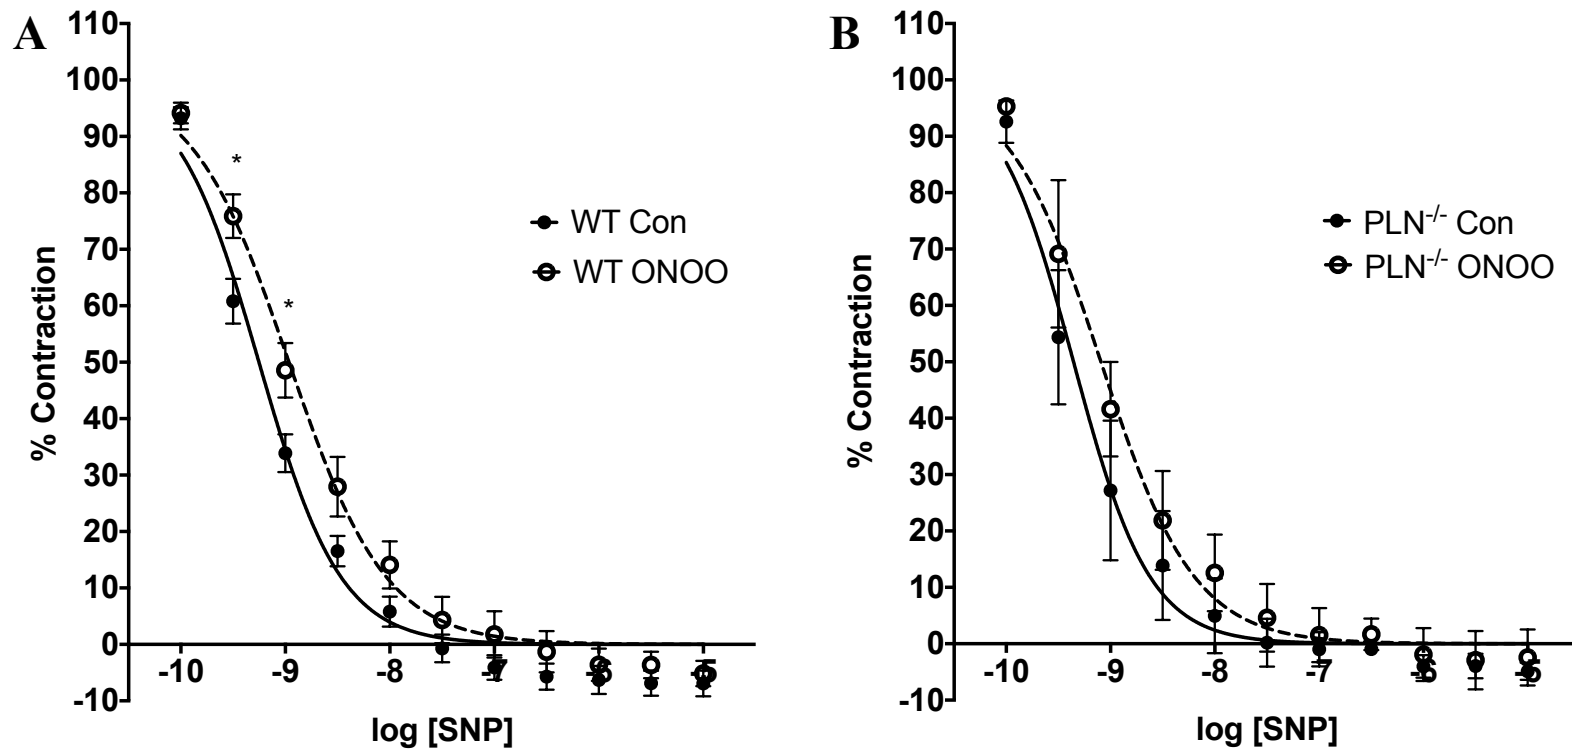 A
110
100
90
80
70
60
50
40
30
20
10
0
-10
% Contraction
*
*
WT Con
WT ONOO
-10 -9 -8 -7 -6 -5
log [SNP]
B
110
100
90
80
70
60
50
40
30
20
10
0
-10
% Contraction
PLN-/- Con
PLN-/- ONOO
-10 -9 -8 -7 -6 -5
log [SNP]